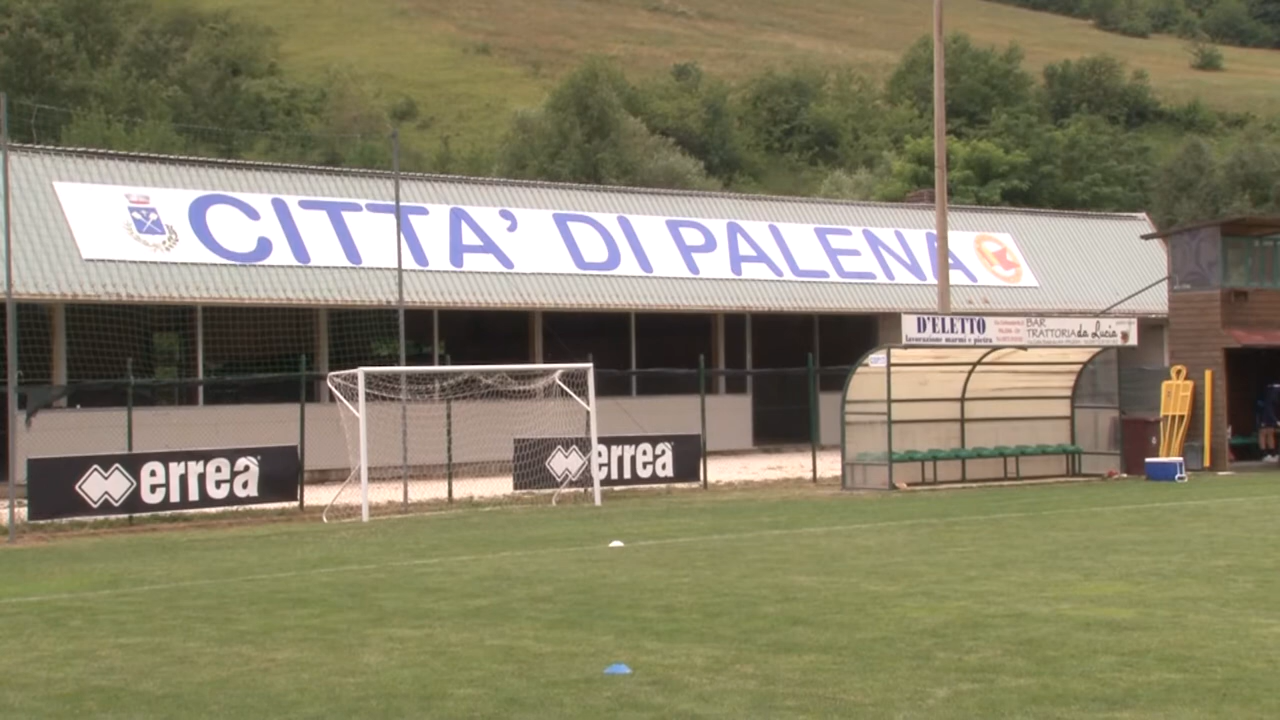 CITTA' DI PALENA
D'ELETTO
lavorazione marmi e pietra
BAR
TRATTORIA da Lucia
errea
errea